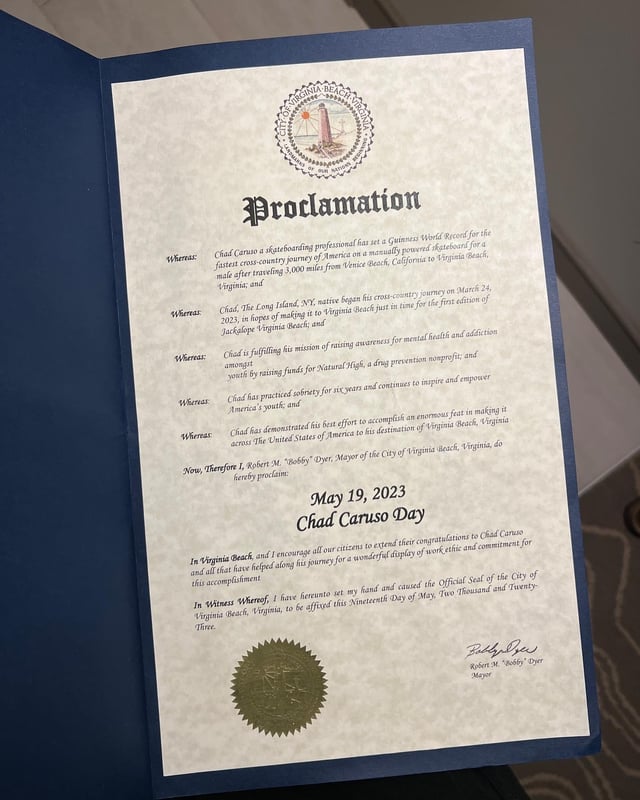 CITY OF VIRGINIA BEACH, VIRGINIA
LANDMARKS OF OUR NATION'S BEGINNING
Proclamation
Whereas: Chad Caruso a skateboarding professional has set a Guinness World Record for the
fastest cross-country journey of America on a manually powered skateboard for a
male after traveling 3,000 miles from Venice Beach, California to Virginia Beach,
Virginia; and
Whereas: Chad, The Long Island, NY, native began his cross-country journey on March 24,
2023, in hopes of making it to Virginia Beach just in time for the first edition of
Jackalope Virginia Beach; and
Whereas: Chad is fulfilling his mission of raising awareness for mental health and addiction
amongst
youth by raising funds for Natural High, a drug prevention nonprofit; and
Whereas: Chad has practiced sobriety for six years and continues to inspire and empower
America's youth; and
Whereas: Chad has demonstrated his best effort to accomplish an enormous feat in making it
across The United States of America to his destination of Virginia Beach, Virginia
Now, Therefore I, Robert M. "Bobby" Dyer, Mayor of the City of Virginia Beach, Virginia, do
hereby proclaim:
May 19, 2023
Chad Caruso Day
In Virginia Beach, and I encourage all our citizens to extend their congratulations to Chad Caruso
and all that have helped along his journey for a wonderful display of work ethic and commitment for
this accomplishment
In Witness Whereof, I have hereunto set my hand and caused the Official Seal of the City of
Virginia Beach, Virginia, to be affixed this Nineteenth Day of May, Two Thousand and Twenty-
Three.
Bobby Dyer
Robert M. "Bobby" Dyer
Mayor